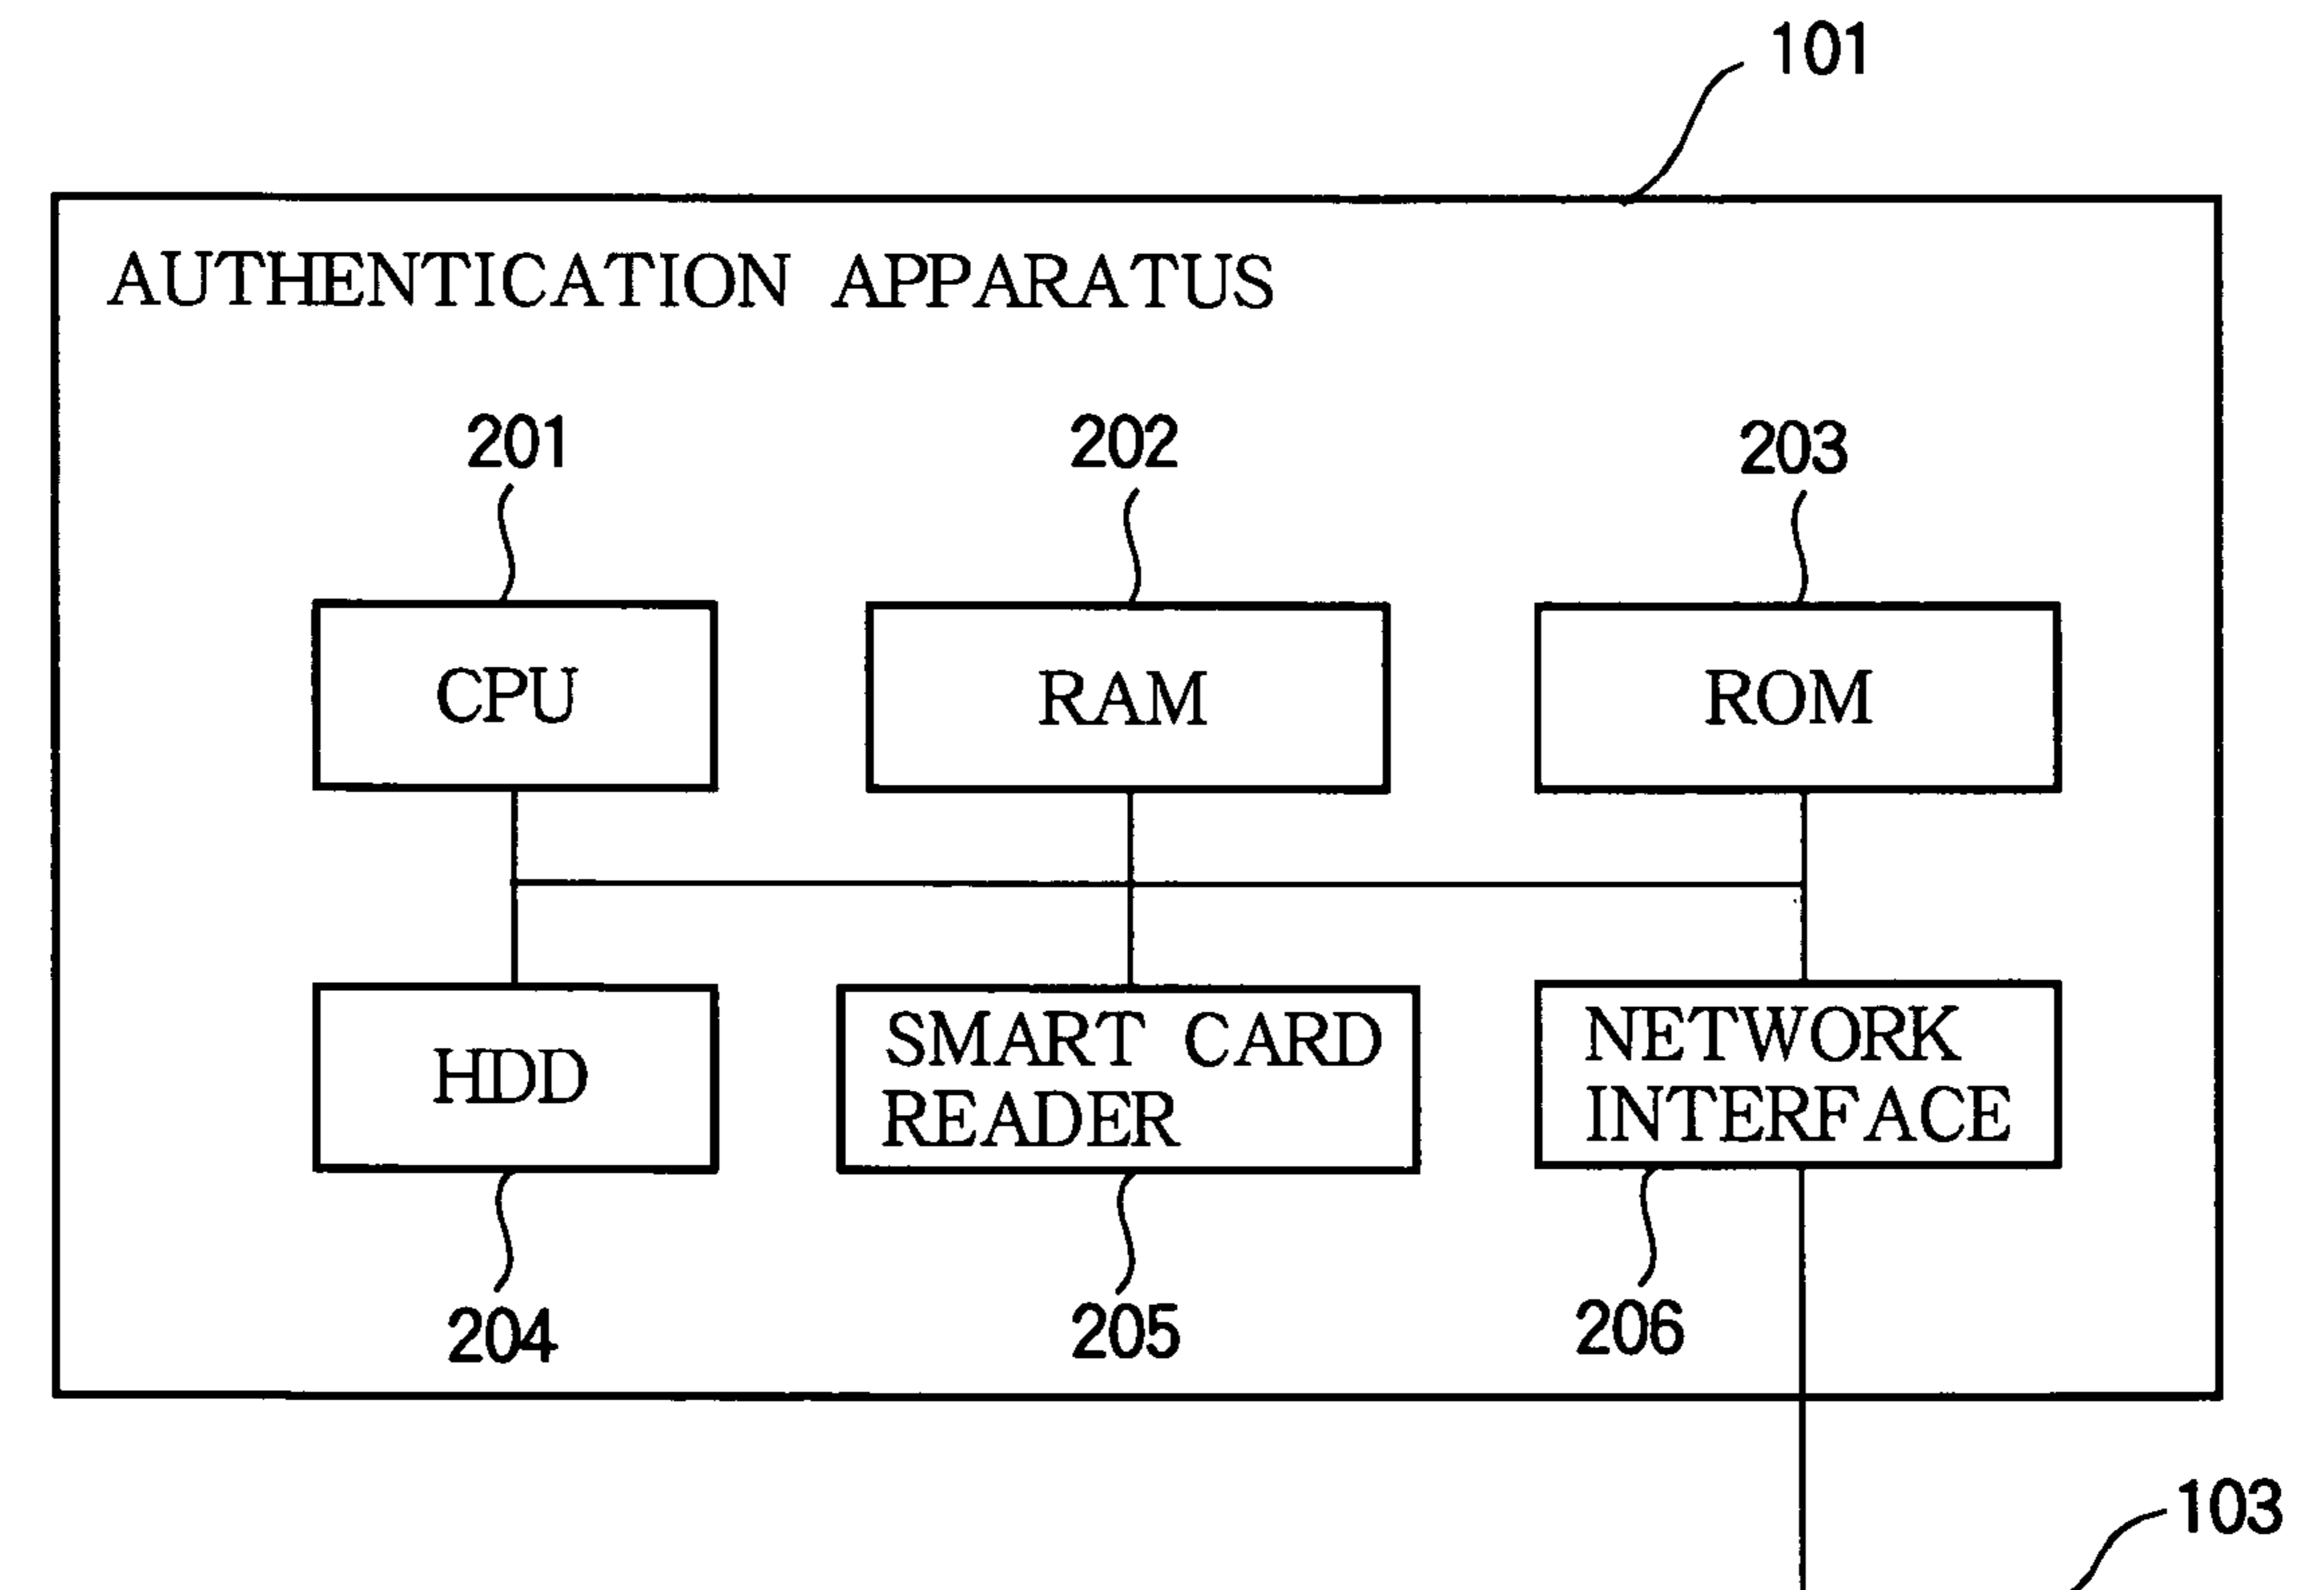 101
AUTHENTICATION APPARATUS
201
202
203
CPU
RAM
ROM
HDD
SMART CARD
READER
NETWORK
INTERFACE
204
205
206
103